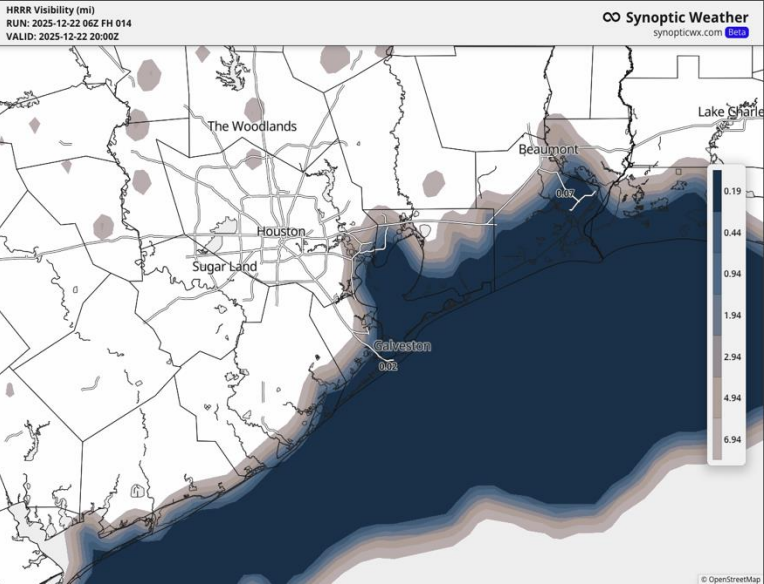 HRRR Visibility (mi)
RUN: 2025-12-22 06Z FH 014
VALID: 2025-12-22 20:00Z
Synoptic Weather
synopticwx.com Beta
The Woodlands
Lake Charle
Beaumont
0.07
Houston
Sugar Land
Galveston
0.02
0.19
0.44
0.94
1.94
2.94
4.94
6.94
© OpenStreetMap